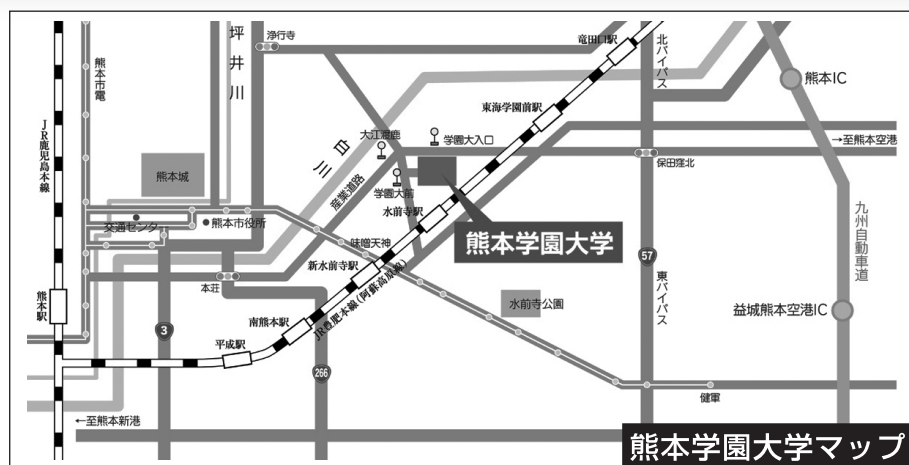 坪井川
浄行寺
竜田口駅
北バイパス
熊本IC
熊本市電
JR鹿児島本線
東海学園前駅
大江渡鹿
学園大入口
→至熊本空港
白川
保田窪北
熊本城
産業道路
学園大前
水前寺駅
熊本学園大学
九州自動車道
交通センター
熊本市役所
味噌天神
新水前寺駅
57
東バイパス
本荘
JR豊肥本線(阿蘇高原線)
水前寺公園
益城熊本空港IC
熊本駅
3
南熊本駅
平成駅
266
健軍
←至熊本新港
熊本学園大学マップ